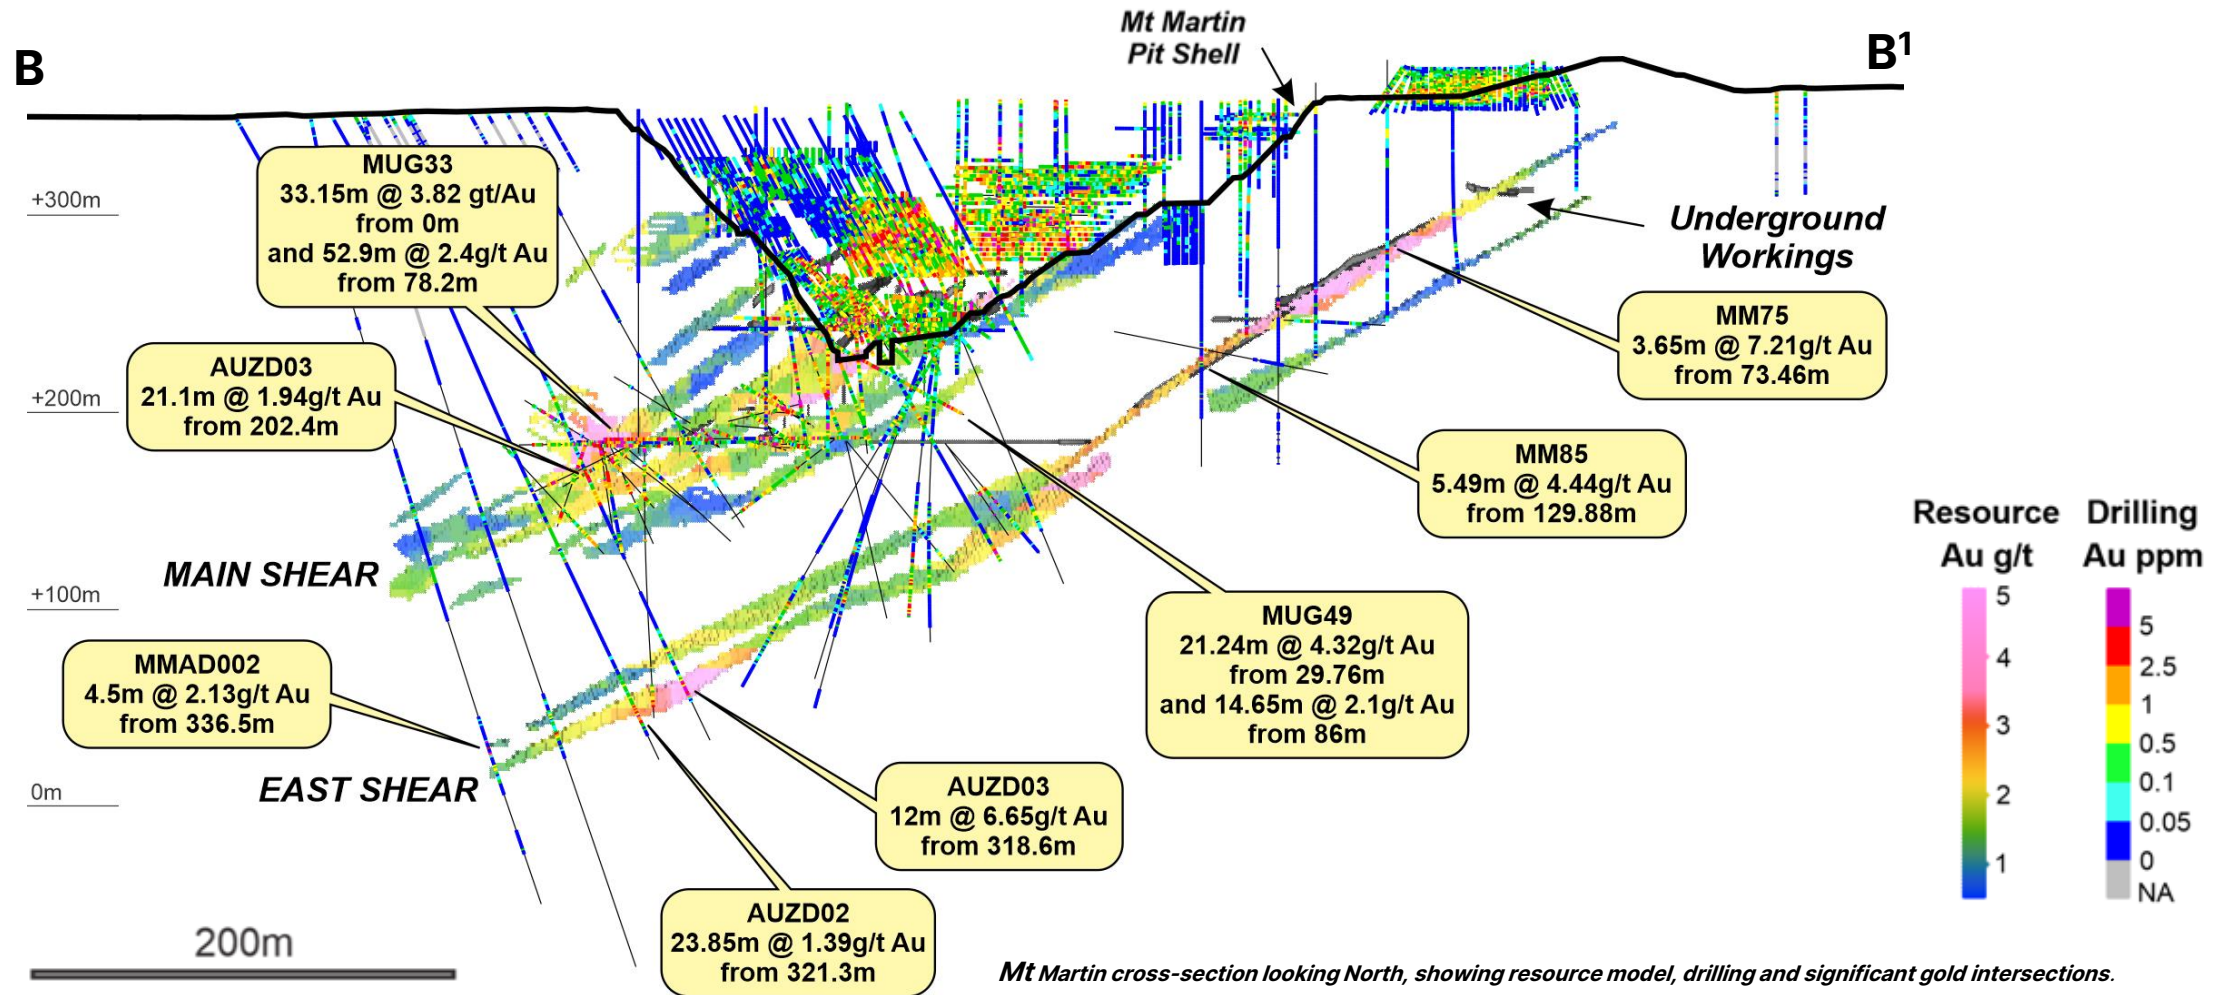 Mt Martin
Pit Shell
B
B1
MUG33
33.15m @ 3.82 gt/Au
from 0m
and 52.9m @ 2.4g/t Au
from 78.2m
+300m
Underground
Workings
MM75
3.65m @ 7.21g/t Au
from 73.46m
AUZD03
21.1m @ 1.94g/t Au
from 202.4m
+200m
MM85
5.49m @ 4.44g/t Au
from 129.88m
MAIN SHEAR
+100m
MUG49
21.24m @ 4.32g/t Au
from 29.76m
and 14.65m @ 2.1g/t Au
from 86m
MMAD002
4.5m @ 2.13g/t Au
from 336.5m
EAST SHEAR
0m
AUZD03
12m @ 6.65g/t Au
from 318.6m
AUZD02
23.85m @ 1.39g/t Au
from 321.3m
200m
Resource
Au g/t
5
4
3
2
1
Drilling
Au ppm
5
2.5
1
0.5
0.1
0.05
0
NA
Mt Martin cross-section looking North, showing resource model, drilling and significant gold intersections.